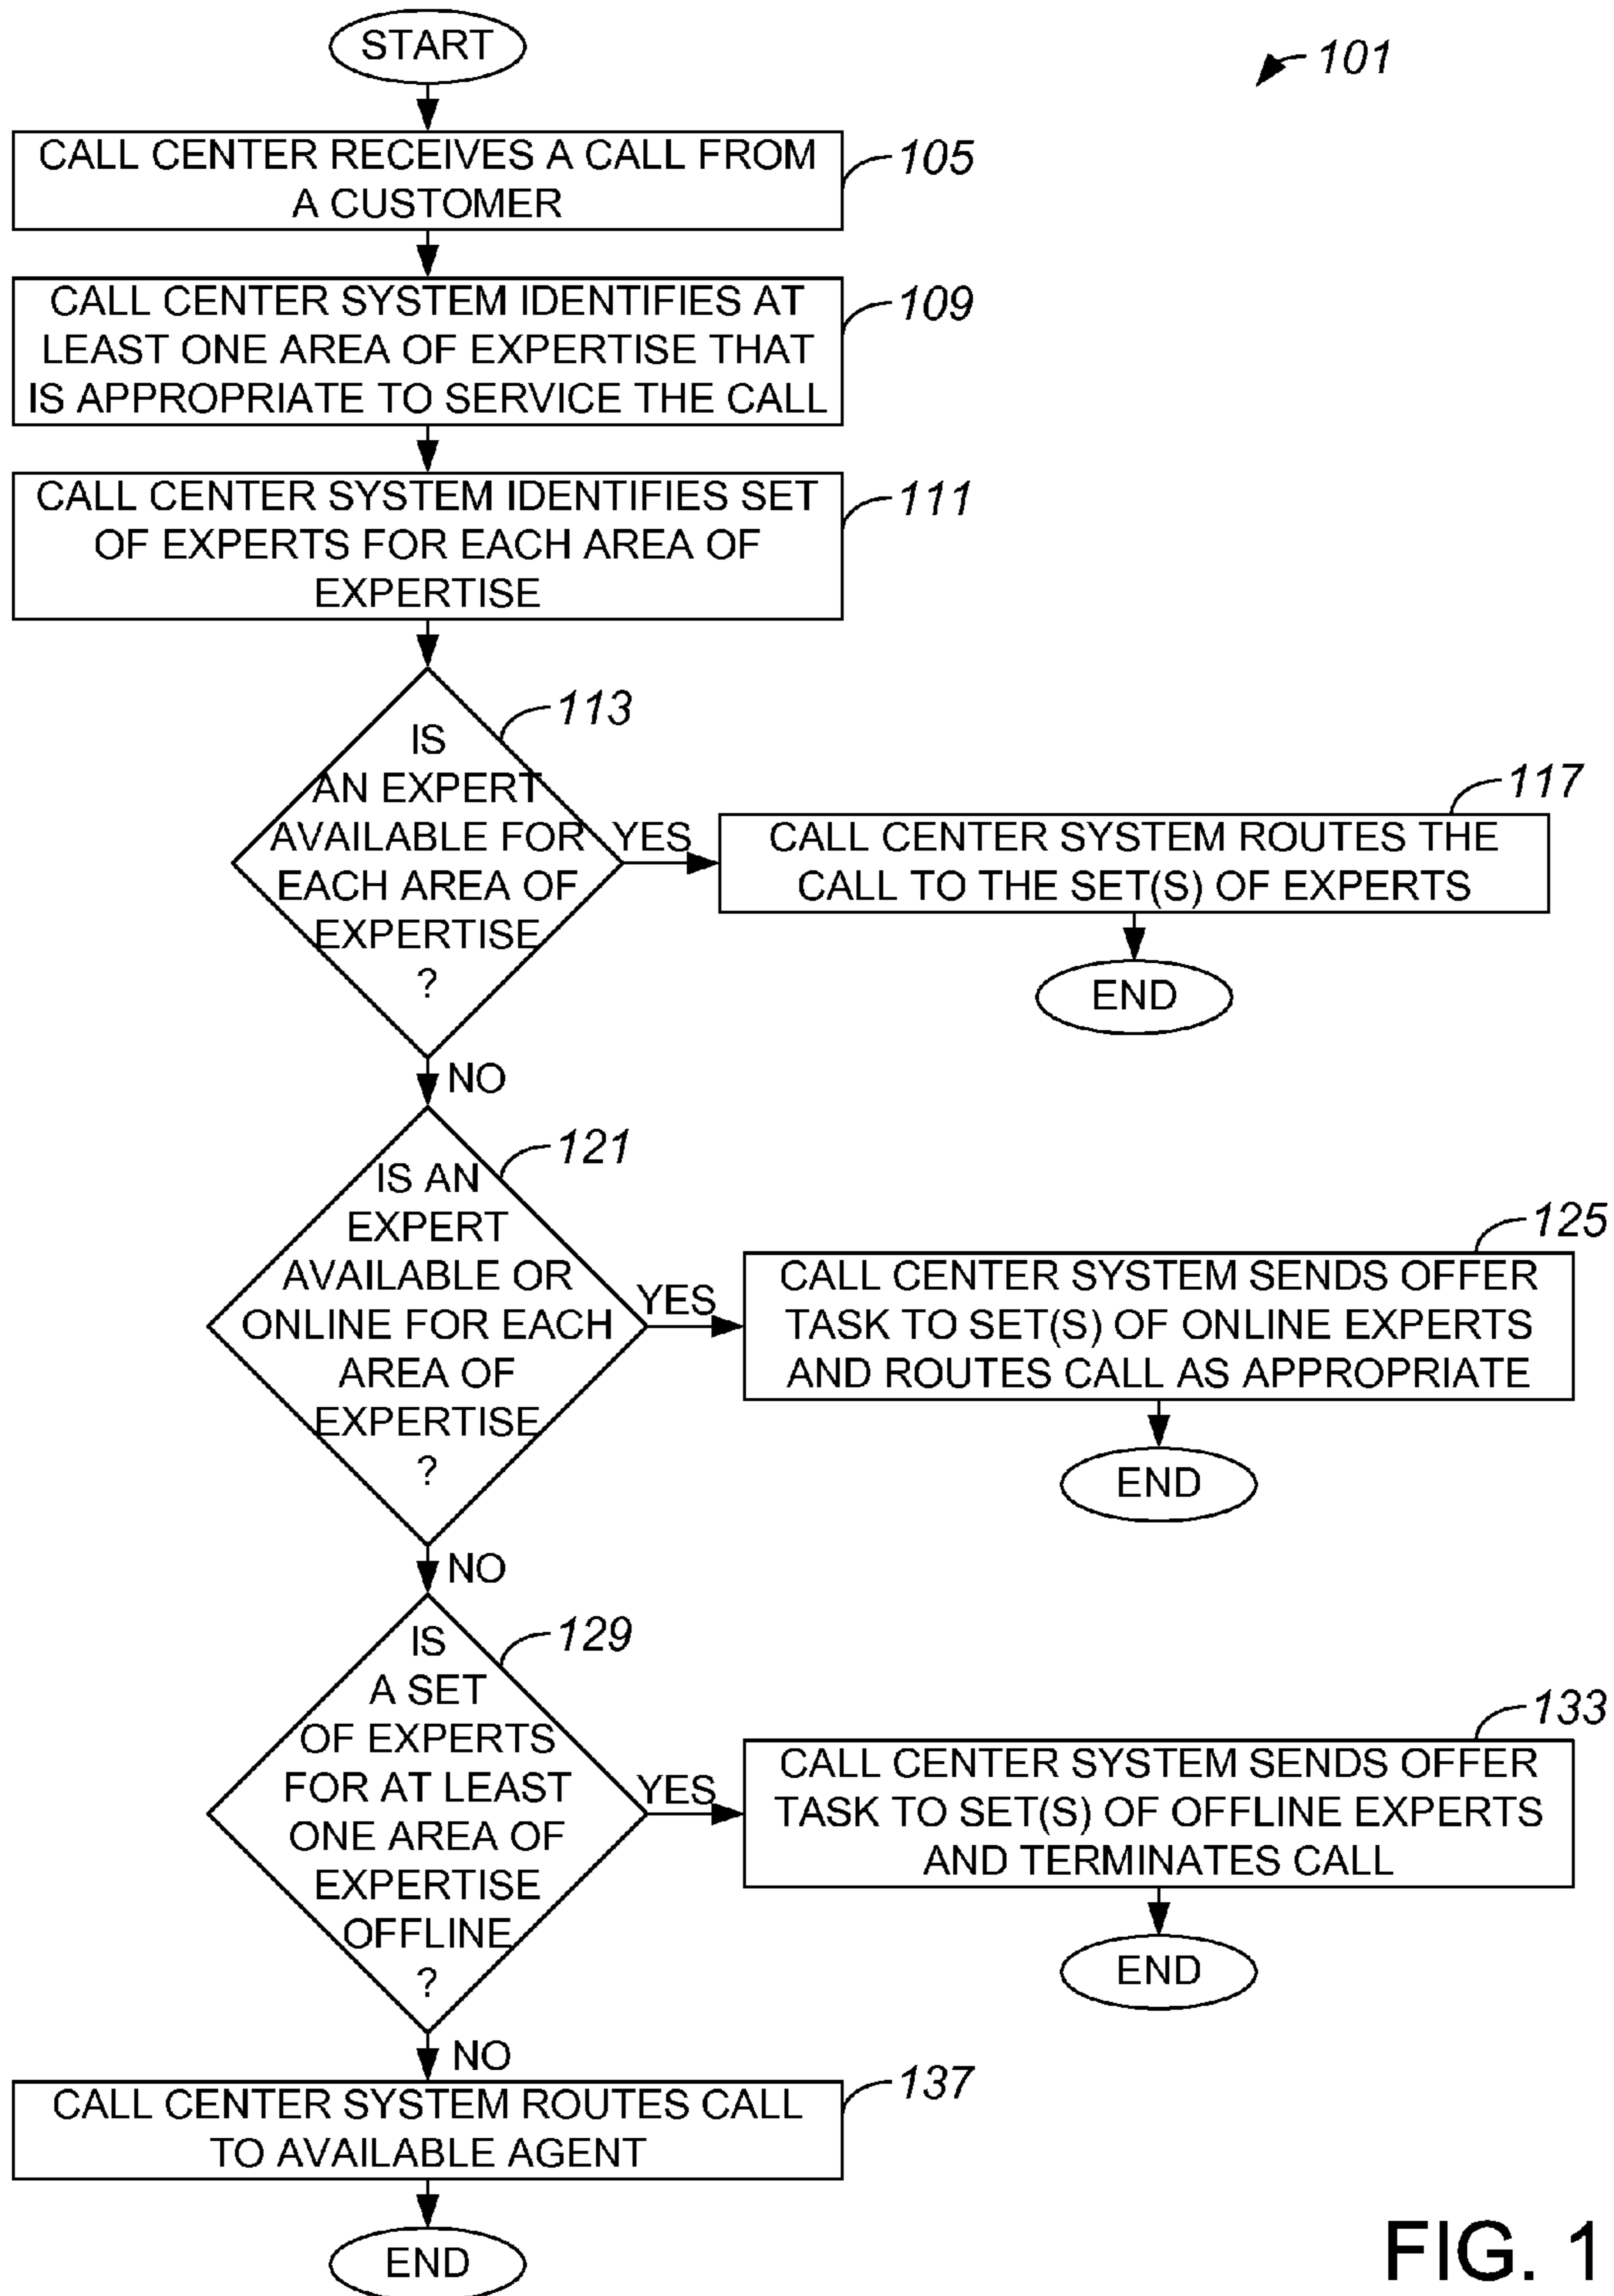 START
101
CALL CENTER RECEIVES A CALL FROM
A CUSTOMER
105
CALL CENTER SYSTEM IDENTIFIES AT
LEAST ONE AREA OF EXPERTISE THAT
IS APPROPRIATE TO SERVICE THE CALL
109
CALL CENTER SYSTEM IDENTIFIES SET
OF EXPERTS FOR EACH AREA OF
EXPERTISE
111
IS
AN EXPERT
AVAILABLE FOR
EACH AREA OF
EXPERTISE
?
113
YES
CALL CENTER SYSTEM ROUTES THE
CALL TO THE SET(S) OF EXPERTS
117
END
NO
IS AN
EXPERT
AVAILABLE OR
ONLINE FOR EACH
AREA OF
EXPERTISE
?
121
YES
CALL CENTER SYSTEM SENDS OFFER
TASK TO SET(S) OF ONLINE EXPERTS
AND ROUTES CALL AS APPROPRIATE
125
END
NO
IS
A SET
OF EXPERTS
FOR AT LEAST
ONE AREA OF
EXPERTISE
OFFLINE
?
129
YES
CALL CENTER SYSTEM SENDS OFFER
TASK TO SET(S) OF OFFLINE EXPERTS
AND TERMINATES CALL
133
END
NO
CALL CENTER SYSTEM ROUTES CALL
TO AVAILABLE AGENT
137
END
FIG. 1